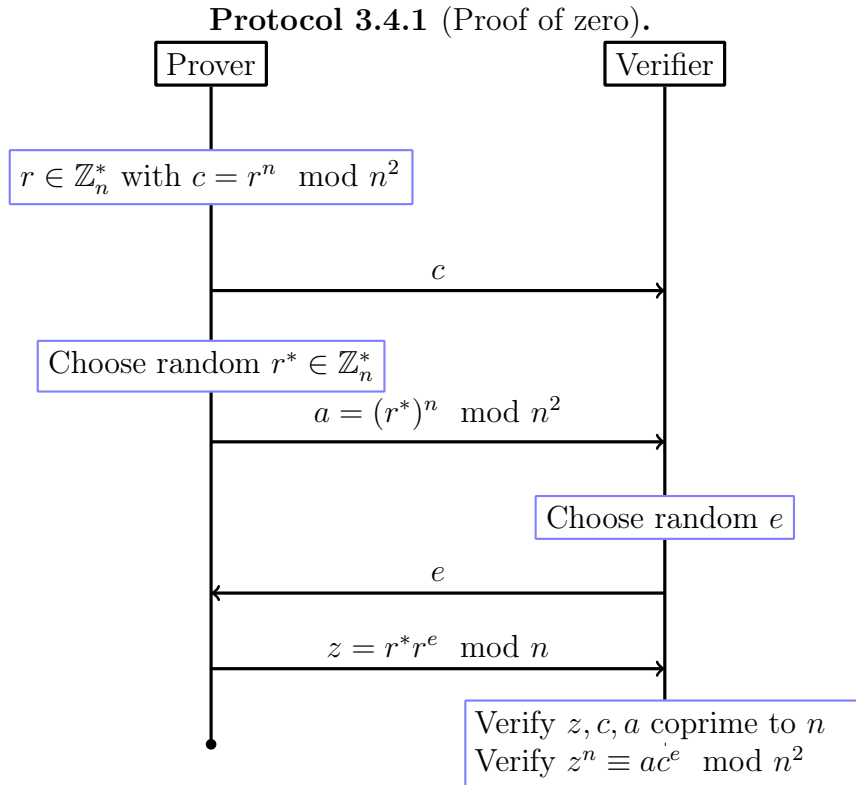 Protocol 3.4.1 (Proof of zero).
Prover
Verifier
r ∈ ℤ*ₙ with c = rⁿ mod n²
c
Choose random r* ∈ ℤ*ₙ
a = (r*)ⁿ mod n²
Choose random e
e
z = r*rᵉ mod n
Verify z, c, a coprime to n
Verify zⁿ ≡ acᵉ mod n²